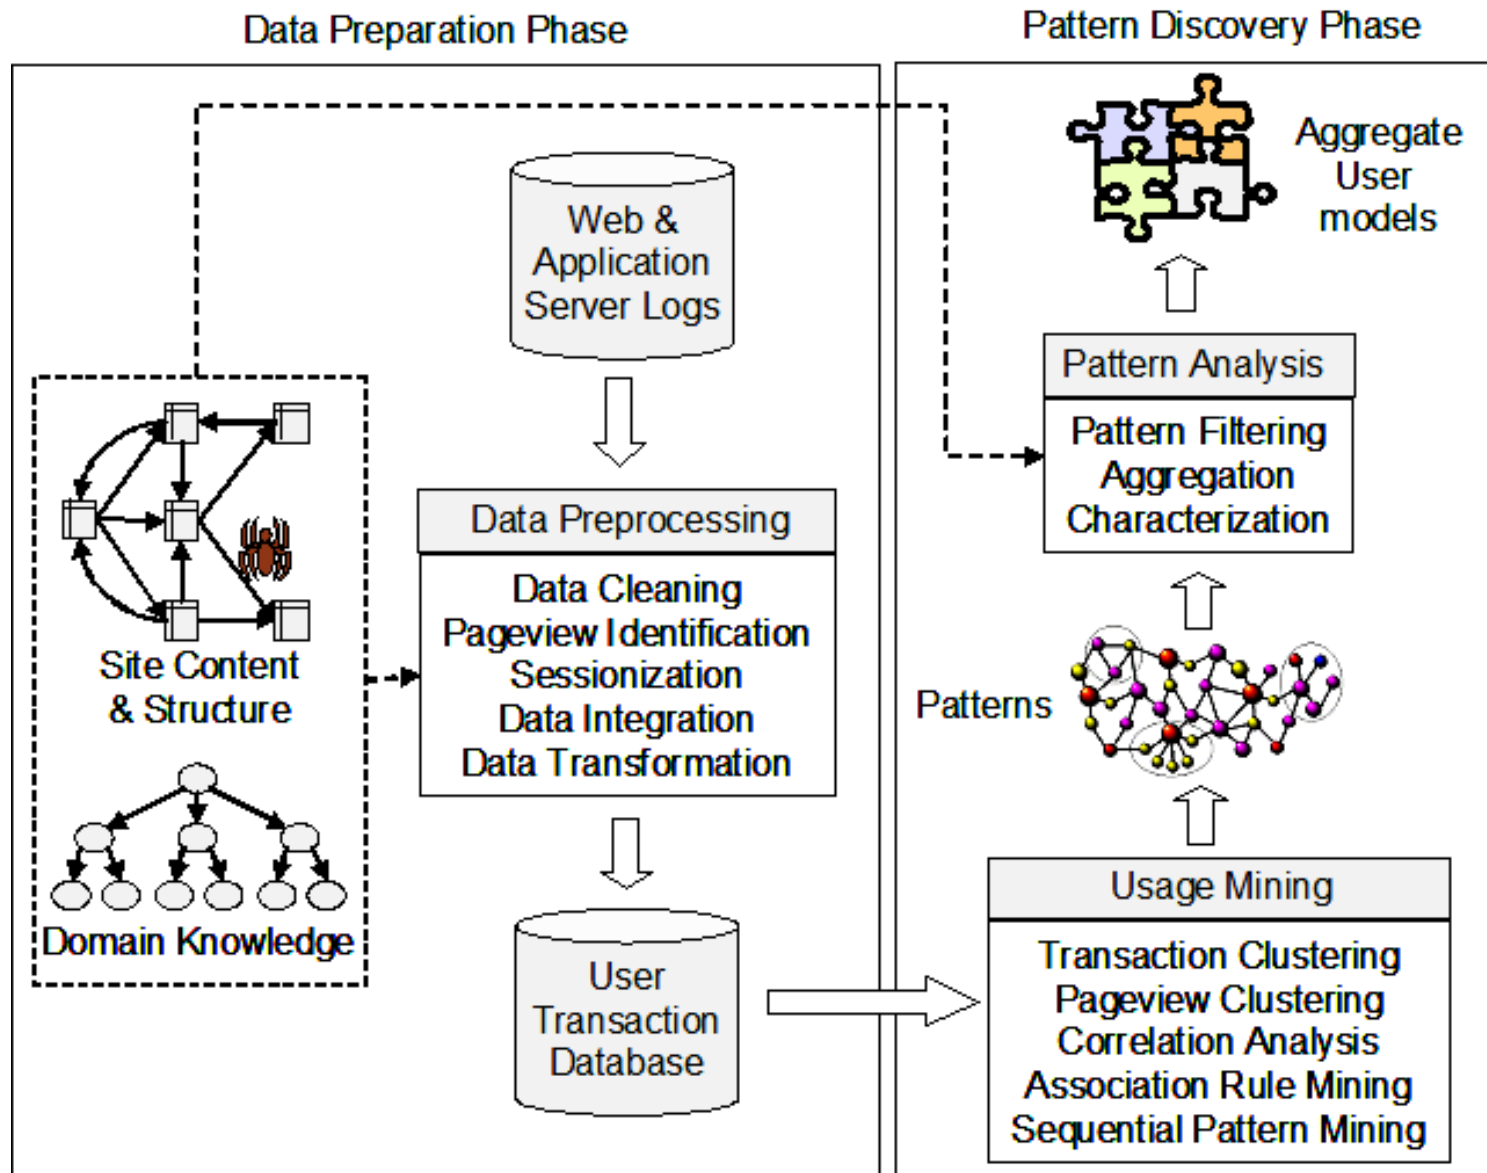 Data Preparation Phase
Web &
Application
Server Logs
Site Content
& Structure
Domain Knowledge
Data Preprocessing
Data Cleaning
Pageview Identification
Sessionization
Data Integration
Data Transformation
User
Transaction
Database
Pattern Discovery Phase
Aggregate
User
models
Pattern Analysis
Pattern Filtering
Aggregation
Characterization
Patterns
Usage Mining
Transaction Clustering
Pageview Clustering
Correlation Analysis
Association Rule Mining
Sequential Pattern Mining